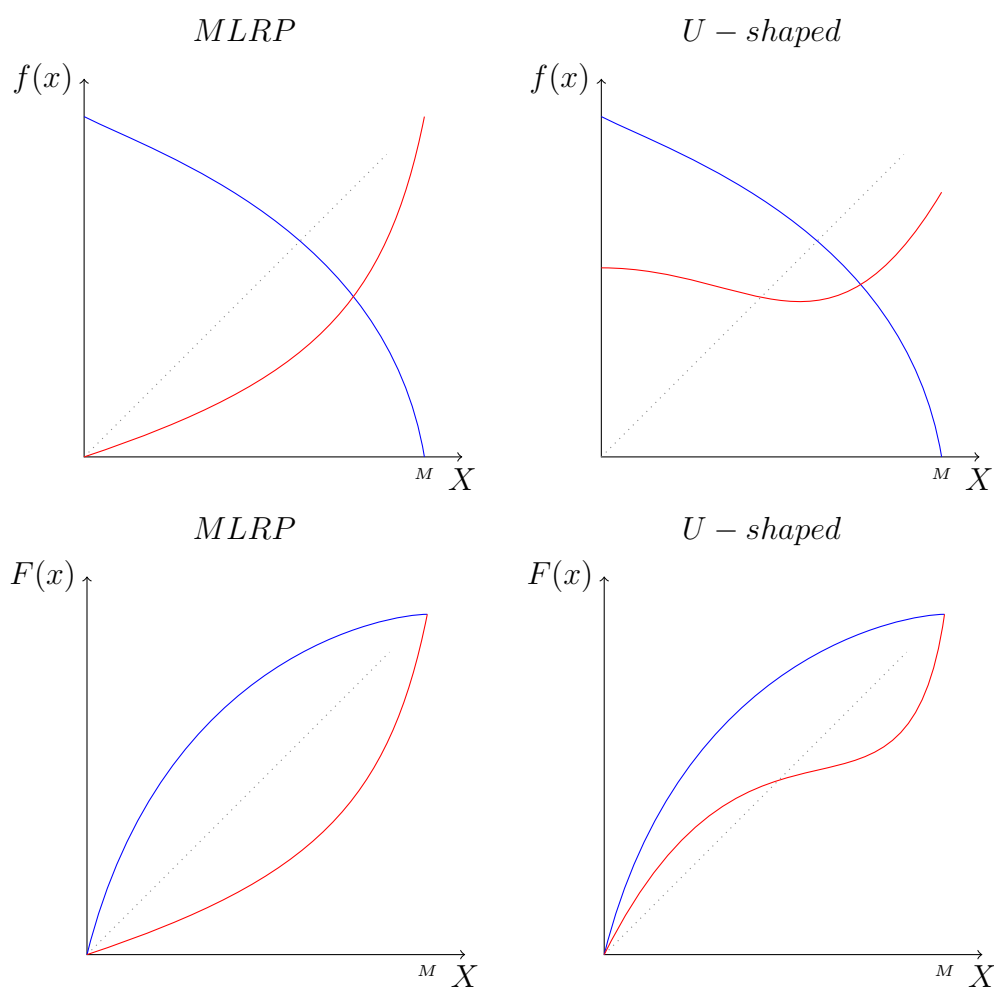 MLRP
f(x)
M
X
U – shaped
f(x)
M
X
MLRP
F(x)
M
X
U – shaped
F(x)
M
X